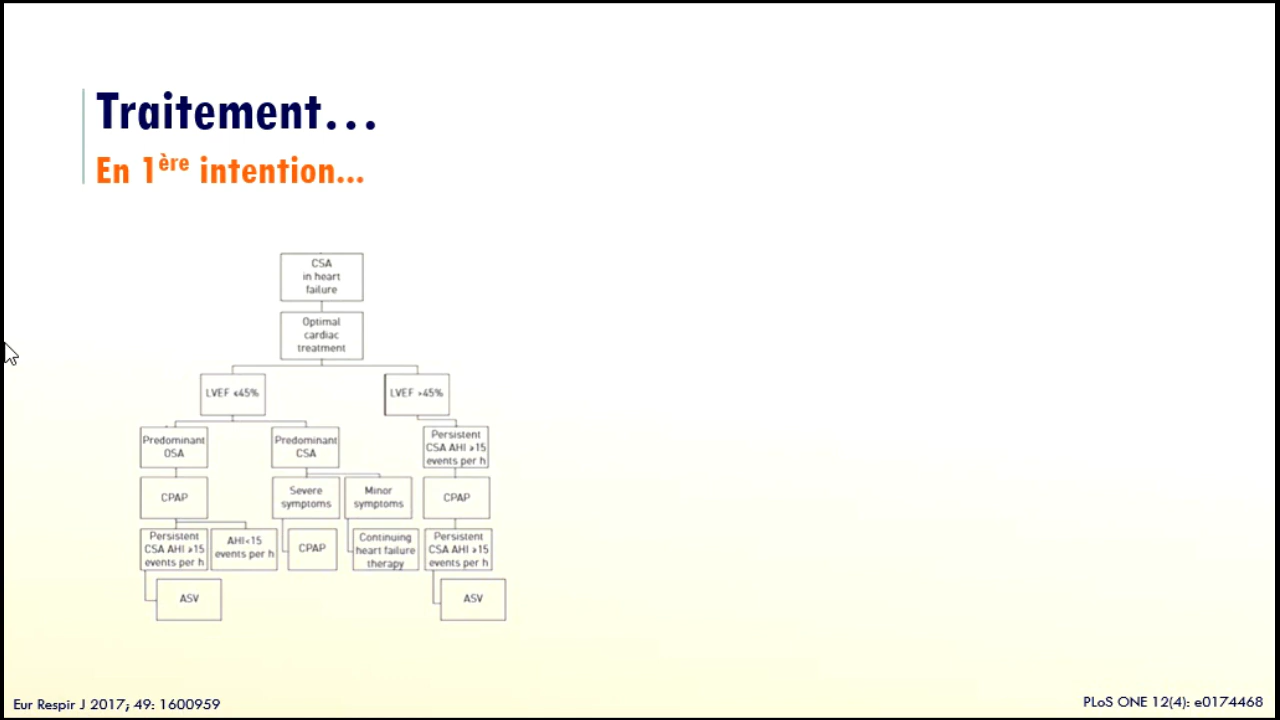 Traitement…
En 1ère intention...
CSA
in heart
failure
Optimal
cardiac
treatment
LVEF ≤45%
LVEF >45%
Predominant
OSA
Predominant
CSA
Persistent
CSA AHI ≥15
events per h
CPAP
Severe
symptoms
Minor
symptoms
CPAP
Persistent
CSA AHI ≥15
events per h
AHI<15
events per h
CPAP
Continuing
heart failure
therapy
Persistent
CSA AHI ≥15
events per h
ASV
ASV
Eur Respir J 2017; 49: 1600959
PLoS ONE 12(4): e0174468